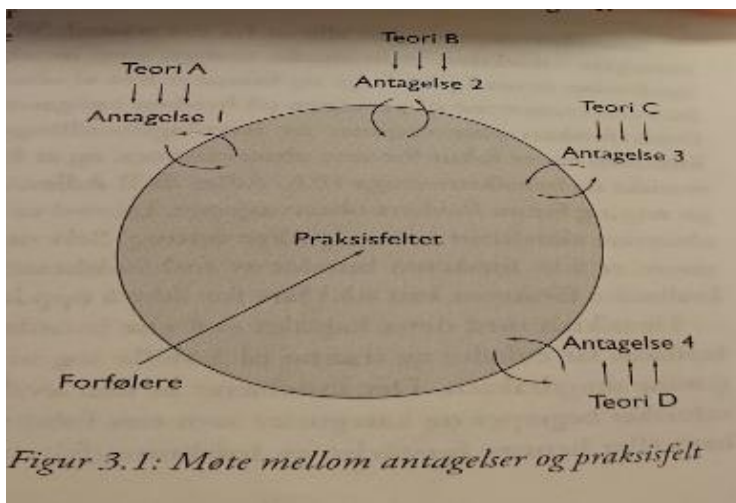 Teori A
Antagelse 1
Teori B
Antagelse 2
Teori C
Antagelse 3
Praksisfeltet
Forfølere
Antagelse 4
Teori D
Figur 3.1: Møte mellom antagelser og praksisfelt